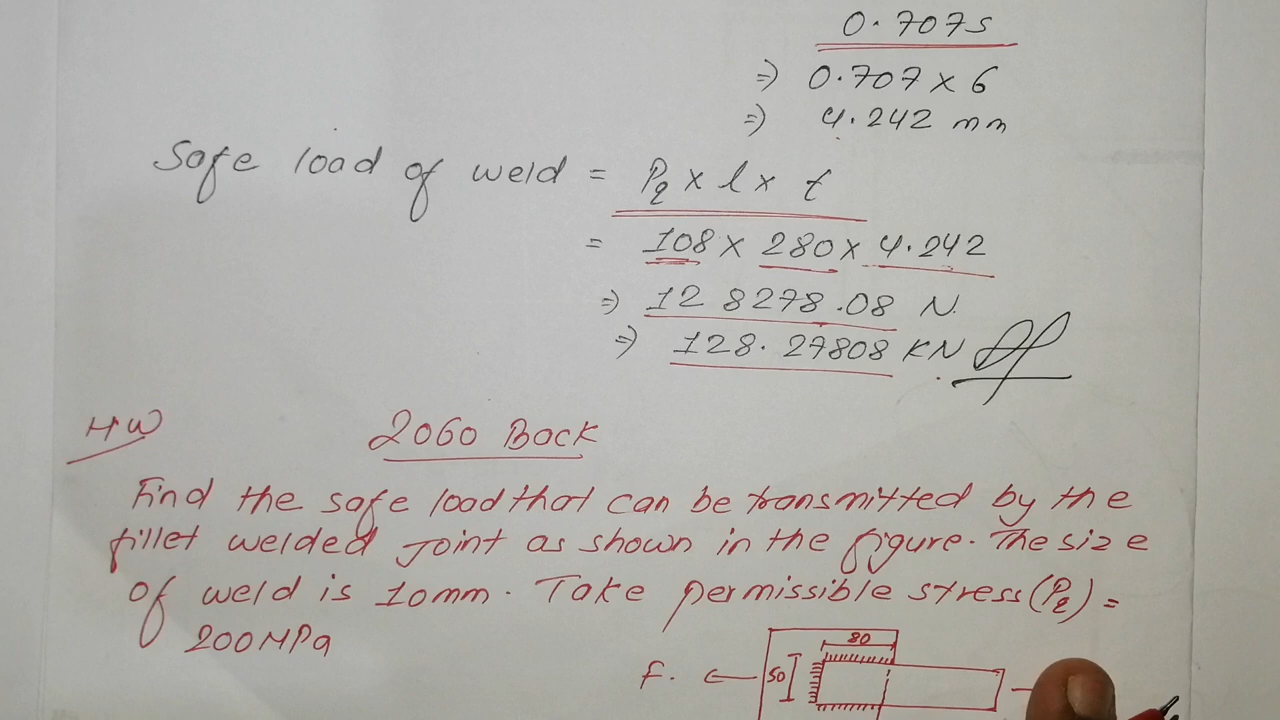 0.707s
=> 0.707 x 6
=> 4.242 mm
Safe load of weld = Pq x l x t
= 108 x 280 x 4.242
=> 128278.08 N
=> 128.27808 KN
HW
2060 Back
Find the safe load that can be transmitted by the
fillet welded joint as shown in the figure. The size
of weld is 10mm. Take permissible stress (Pq) =
200MPa
80
F.
50